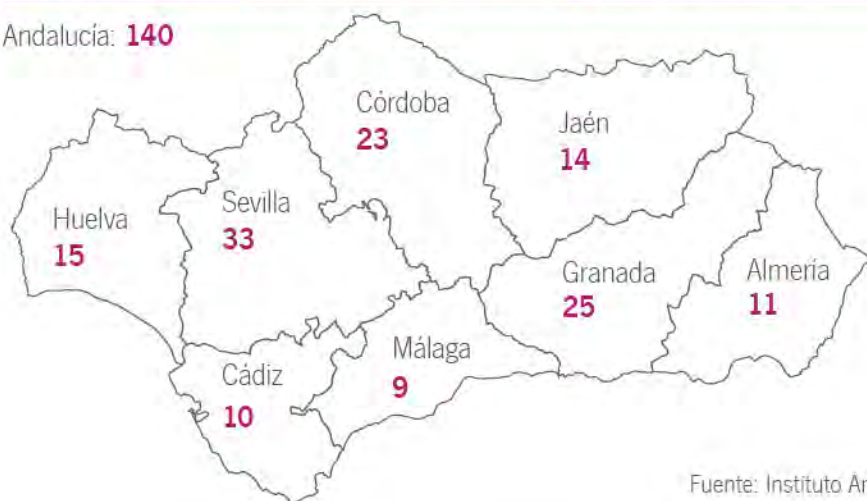 Andalucía: 140
Córdoba
23
Jaén
14
Huelva
15
Sevilla
33
Granada
25
Almería
11
Málaga
9
Cádiz
10
Fuente: Instituto